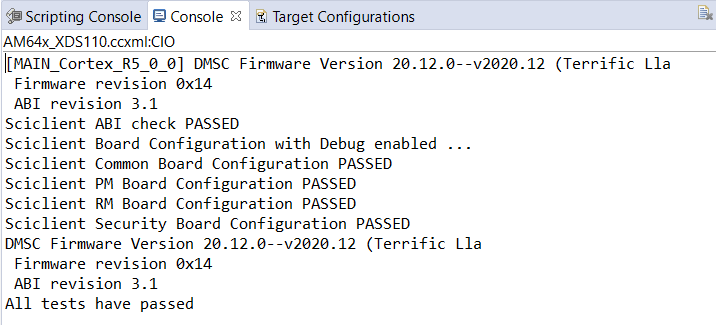 Scripting Console Console Target Configurations
AM64x_XDS110.ccxml:CIO
[MAIN_Cortex_R5_0_0] DMSC Firmware Version 20.12.0--v2020.12 (Terrific Lla
Firmware revision 0x14
ABI revision 3.1
Sciclient ABI check PASSED
Sciclient Board Configuration with Debug enabled ...
Sciclient Common Board Configuration PASSED
Sciclient PM Board Configuration PASSED
Sciclient RM Board Configuration PASSED
Sciclient Security Board Configuration PASSED
DMSC Firmware Version 20.12.0--v2020.12 (Terrific Lla
Firmware revision 0x14
ABI revision 3.1
All tests have passed